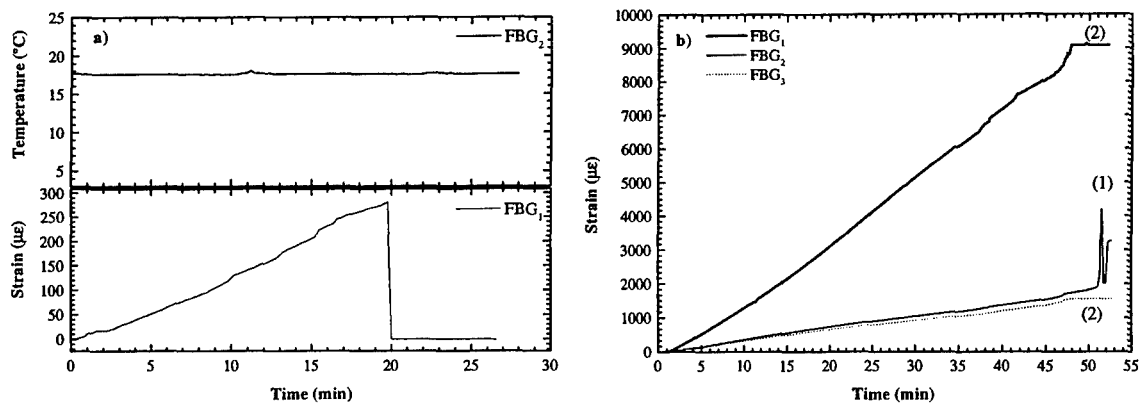 a)
FBG2
Temperature (°C)
25
20
15
10
5
FBG1
Strain (µε)
300
250
200
150
100
50
0
0 5 10 15 20 25 30
Time (min)
b)
FBG1
FBG2
FBG3
(2)
(1)
(2)
Strain (µε)
10000
9000
8000
7000
6000
5000
4000
3000
2000
1000
0
0 5 10 15 20 25 30 35 40 45 50 55
Time (min)